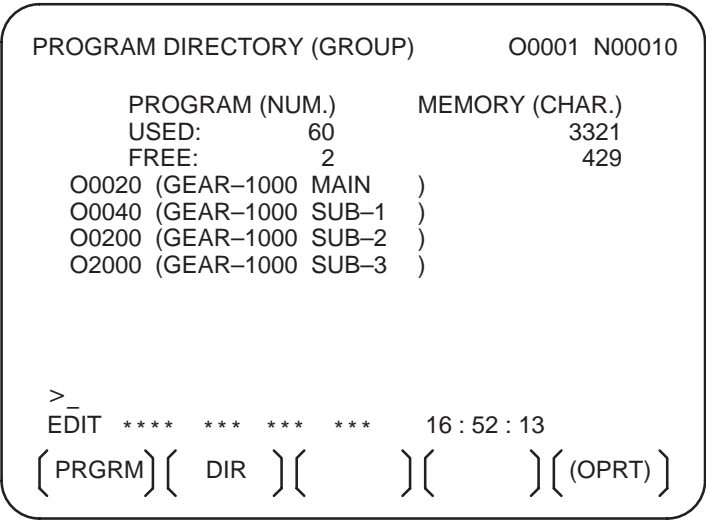 PROGRAM DIRECTORY (GROUP) O0001 N00010
PROGRAM (NUM.) MEMORY (CHAR.)
USED: 60 3321
FREE: 2 429
O0020 (GEAR–1000 MAIN )
O0040 (GEAR–1000 SUB–1 )
O0200 (GEAR–1000 SUB–2 )
O2000 (GEAR–1000 SUB–3 )
>_
EDIT **** *** *** *** 16 : 52 : 13
[ PRGRM ] [ DIR ] [ ] [ ] [ (OPRT) ]